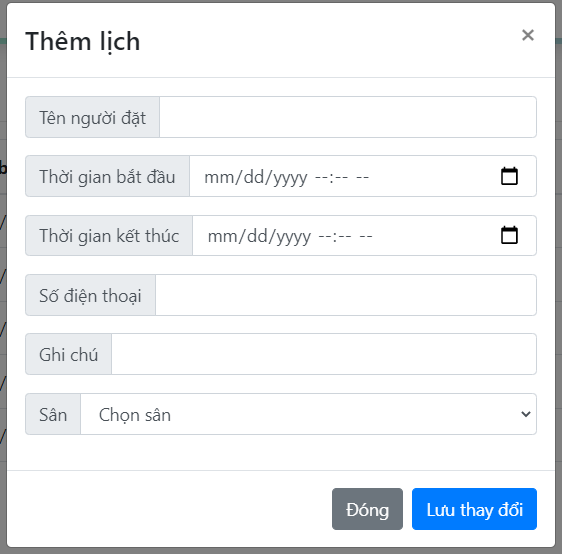 Thêm lịch
×
Tên người đặt
Thời gian bắt đầu mm/dd/yyyy --:-- --
Thời gian kết thúc mm/dd/yyyy --:-- --
Số điện thoại
Ghi chú
Sân Chọn sân
Đóng Lưu thay đổi